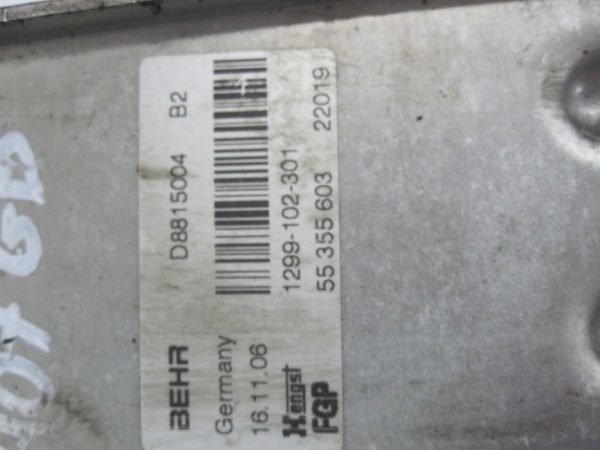 BEHR D8815004 B2
Germany
16.11.06
Hengst 1299-102-301
FGP 55 355 603 22019